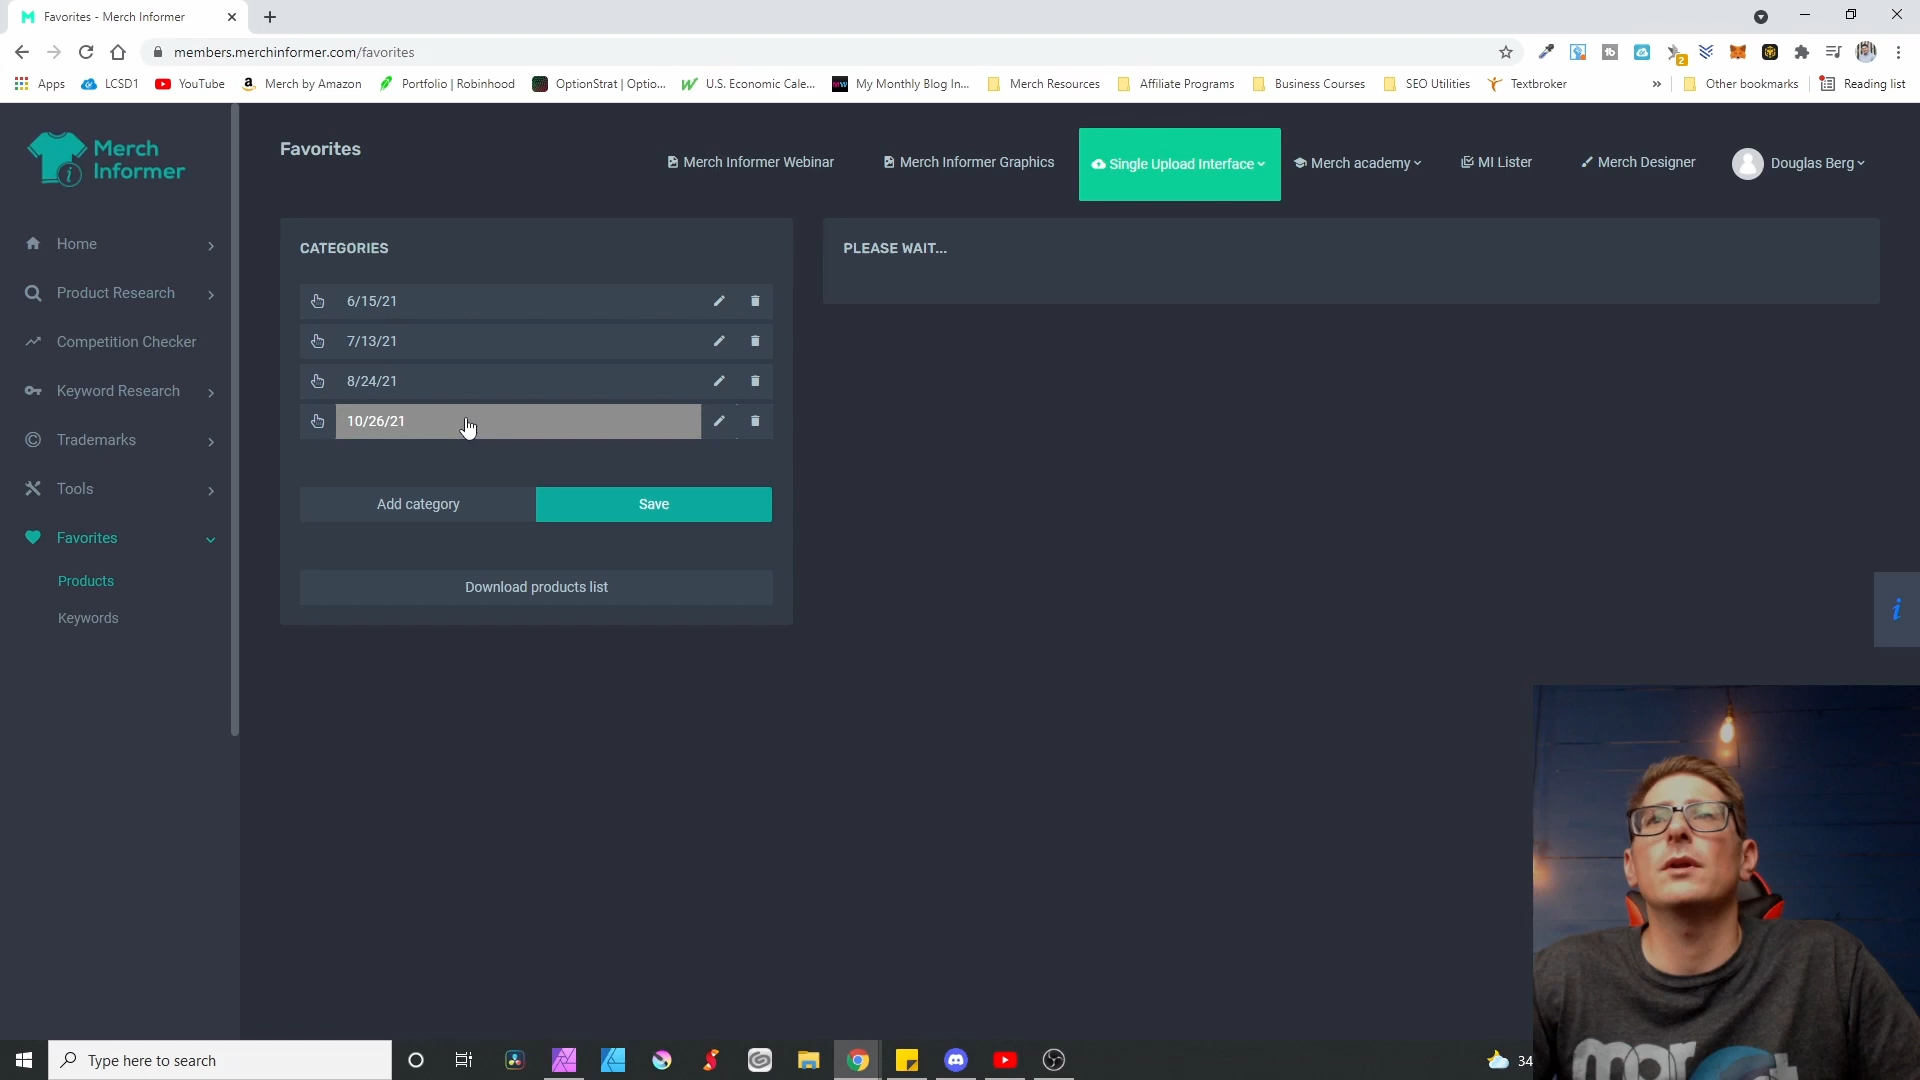 Favorites - Merch Informer
members.merchinformer.com/favorites
2
Apps LCSD1 YouTube Merch by Amazon Portfolio | Robinhood OptionStrat | Optio... U.S. Economic Cale... My Monthly Blog In... Merch Resources Affiliate Programs Business Courses SEO Utilities Textbroker » Other bookmarks Reading list
Merch
Informer
Favorites
Merch Informer Webinar Merch Informer Graphics Single Upload Interface Merch academy MI Lister Merch Designer Douglas Berg
Home
Product Research
Competition Checker
Keyword Research
Trademarks
Tools
Favorites
Products
Keywords
CATEGORIES
6/15/21
7/13/21
8/24/21
10/26/21
Add category Save
Download products list
PLEASE WAIT...
i
Type here to search
34